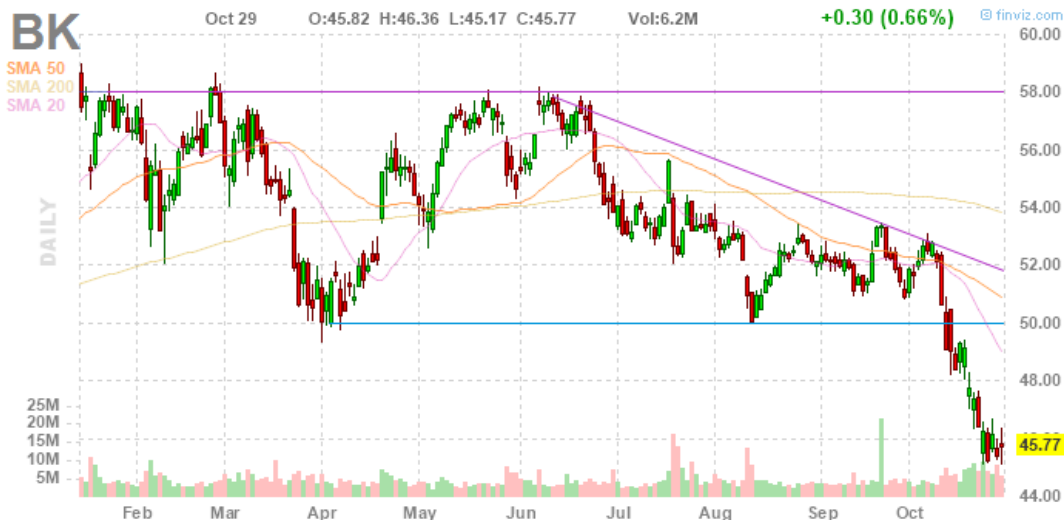 BK
Oct 29 O:45.82 H:46.36 L:45.17 C:45.77 Vol:6.2M +0.30 (0.66%) © finviz.com
SMA 50
SMA 200
SMA 20
DAILY
60.00
58.00
56.00
54.00
52.00
50.00
48.00
45.77
44.00
25M
20M
15M
10M
5M
Feb Mar Apr May Jun Jul Aug Sep Oct